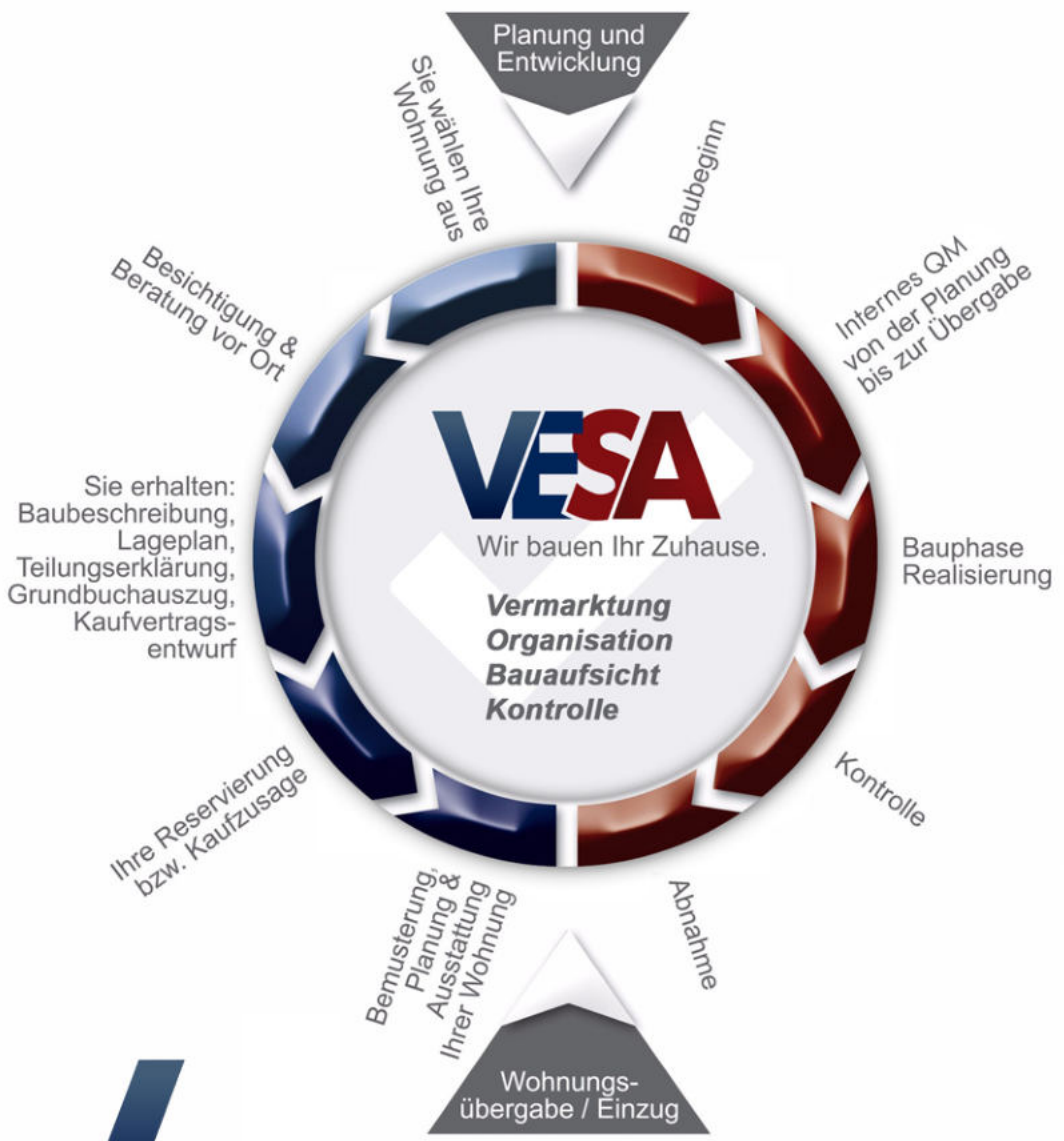 Planung und
Entwicklung
Sie wählen Ihre
Wohnung aus
Baubeginn
Besichtigung &
Beratung vor Ort
Internes QM
von der Planung
bis zur Übergabe
VESA
Wir bauen Ihr Zuhause.
Vermarktung
Organisation
Bauaufsicht
Kontrolle
Sie erhalten:
Baubeschreibung,
Lageplan,
Teilungserklärung,
Grundbuchauszug,
Kaufvertrags-
entwurf
Bauphase
Realisierung
Ihre Reservierung
bzw. Kaufzusage
Kontrolle
Bemusterung,
Planung &
Ausstattung
Ihrer Wohnung
Abnahme
Wohnungs-
übergabe / Einzug